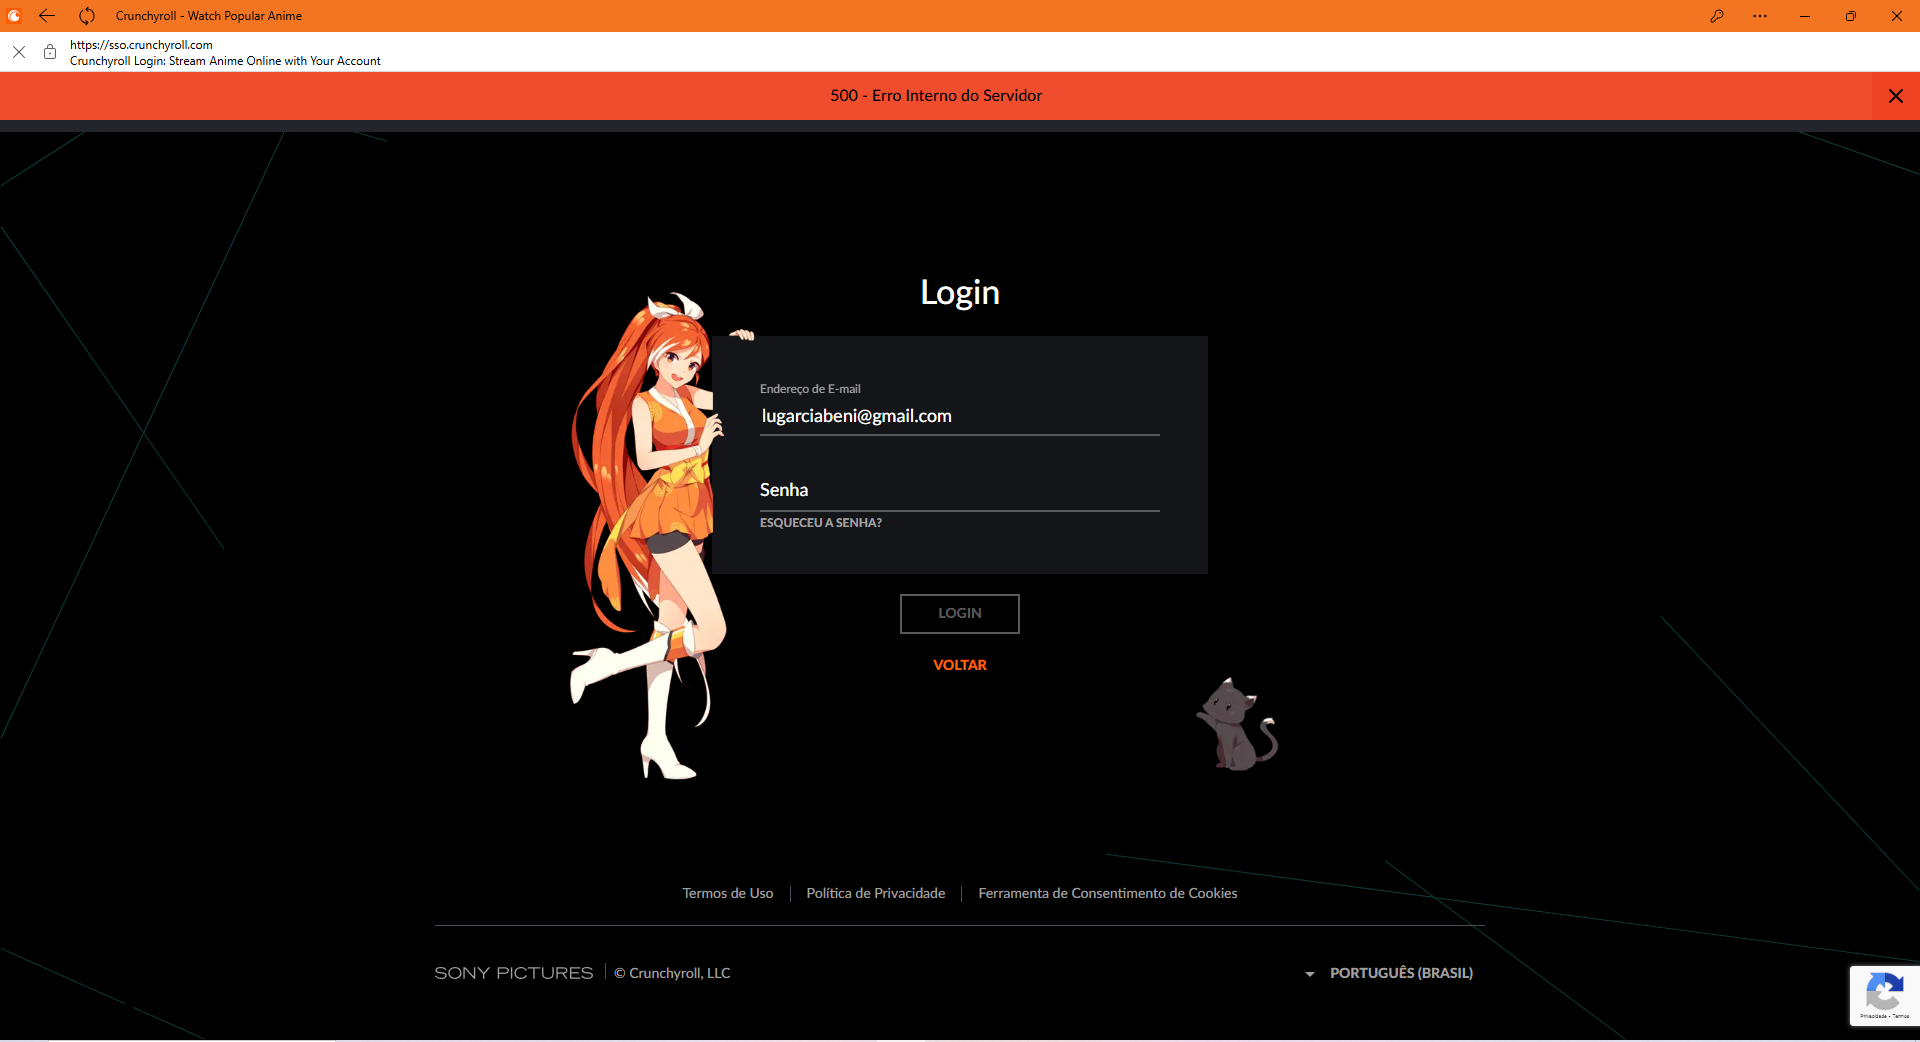 Crunchyroll - Watch Popular Anime
https://sso.crunchyroll.com
Crunchyroll Login: Stream Anime Online with Your Account
500 - Erro Interno do Servidor
Login
Endereço de E-mail
lugarciabeni@gmail.com
Senha
ESQUECEU A SENHA?
LOGIN
VOLTAR
Termos de Uso | Política de Privacidade | Ferramenta de Consentimento de Cookies
SONY PICTURES | © Crunchyroll, LLC
PORTUGUÊS (BRASIL)
Privacidade - Termos